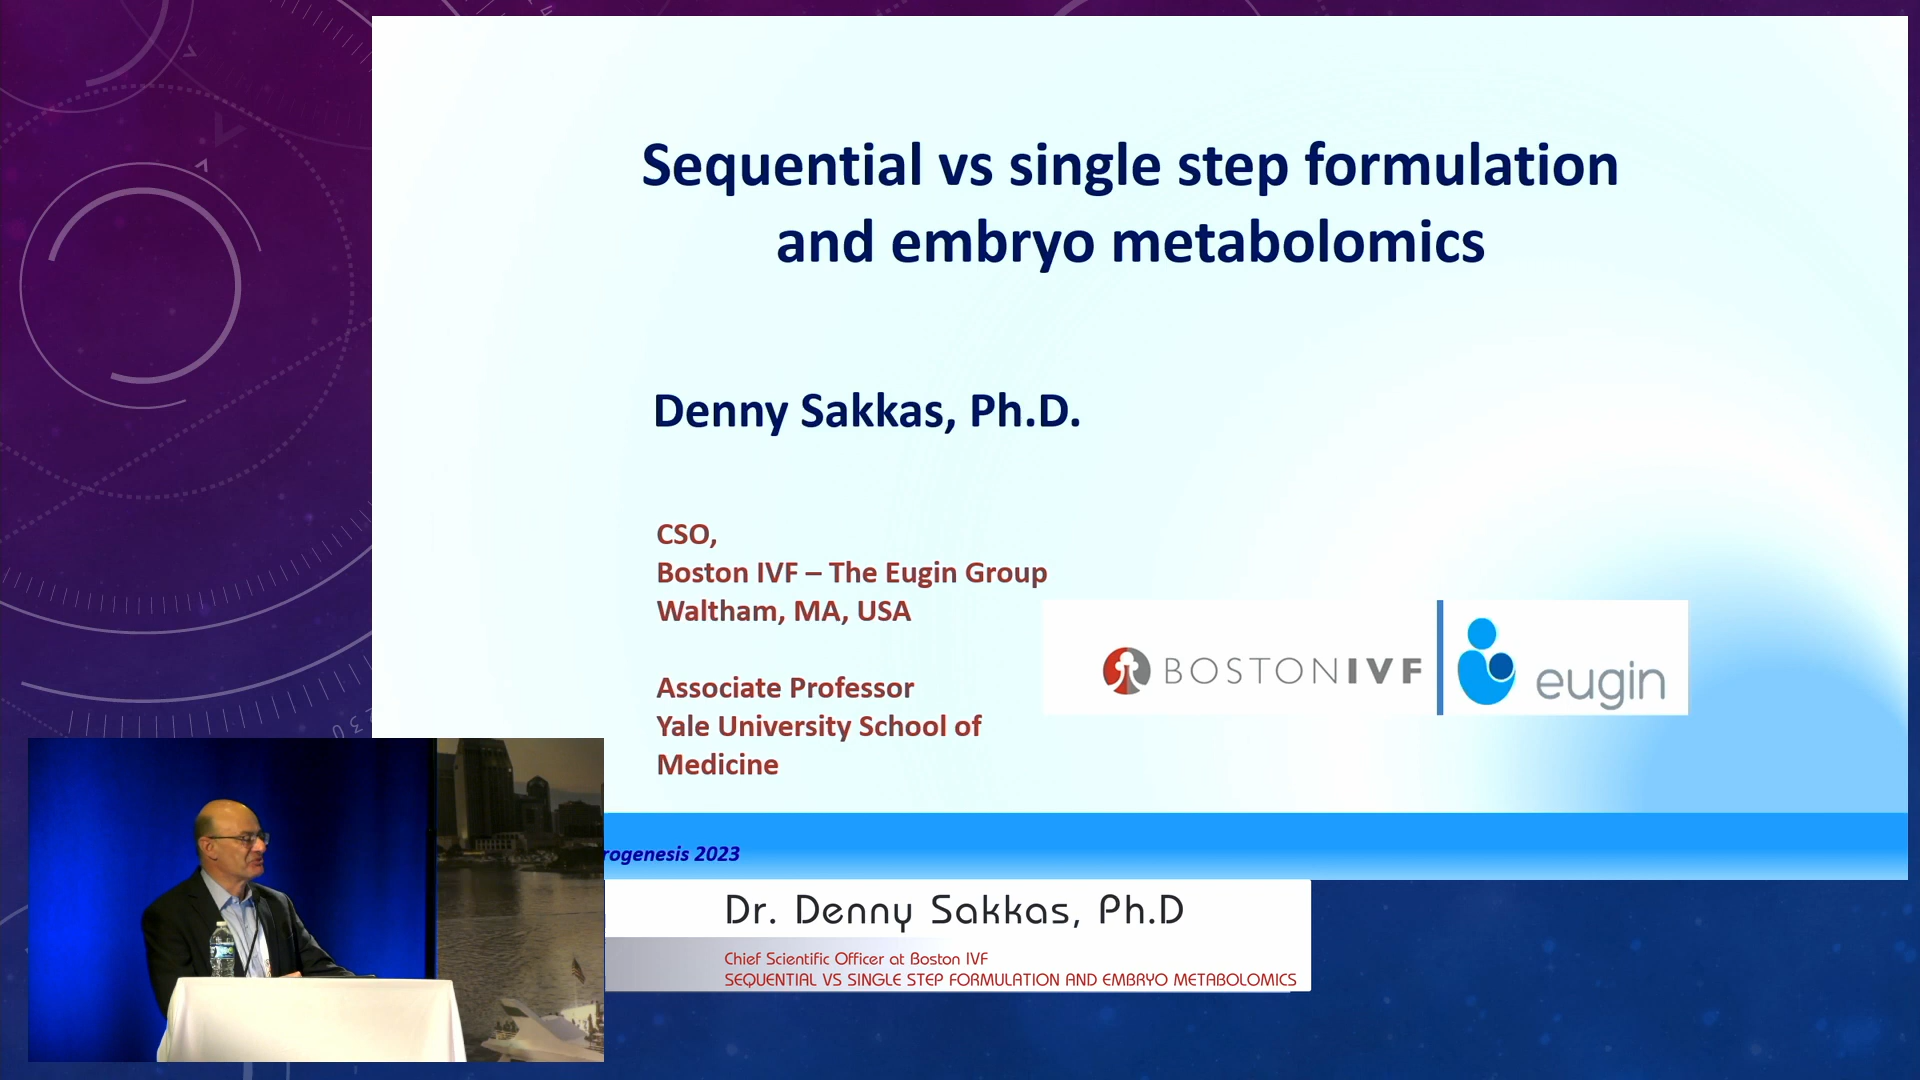 Sequential vs single step formulation
and embryo metabolomics
Denny Sakkas, Ph.D.
CSO,
Boston IVF – The Eugin Group
Waltham, MA, USA
Associate Professor
Yale University School of
Medicine
BOSTONIVF
eugin
rogenesis 2023
Dr. Denny Sakkas, Ph.D
Chief Scientific Officer at Boston IVF
SEQUENTIAL VS SINGLE STEP FORMULATION AND EMBRYO METABOLOMICS
230